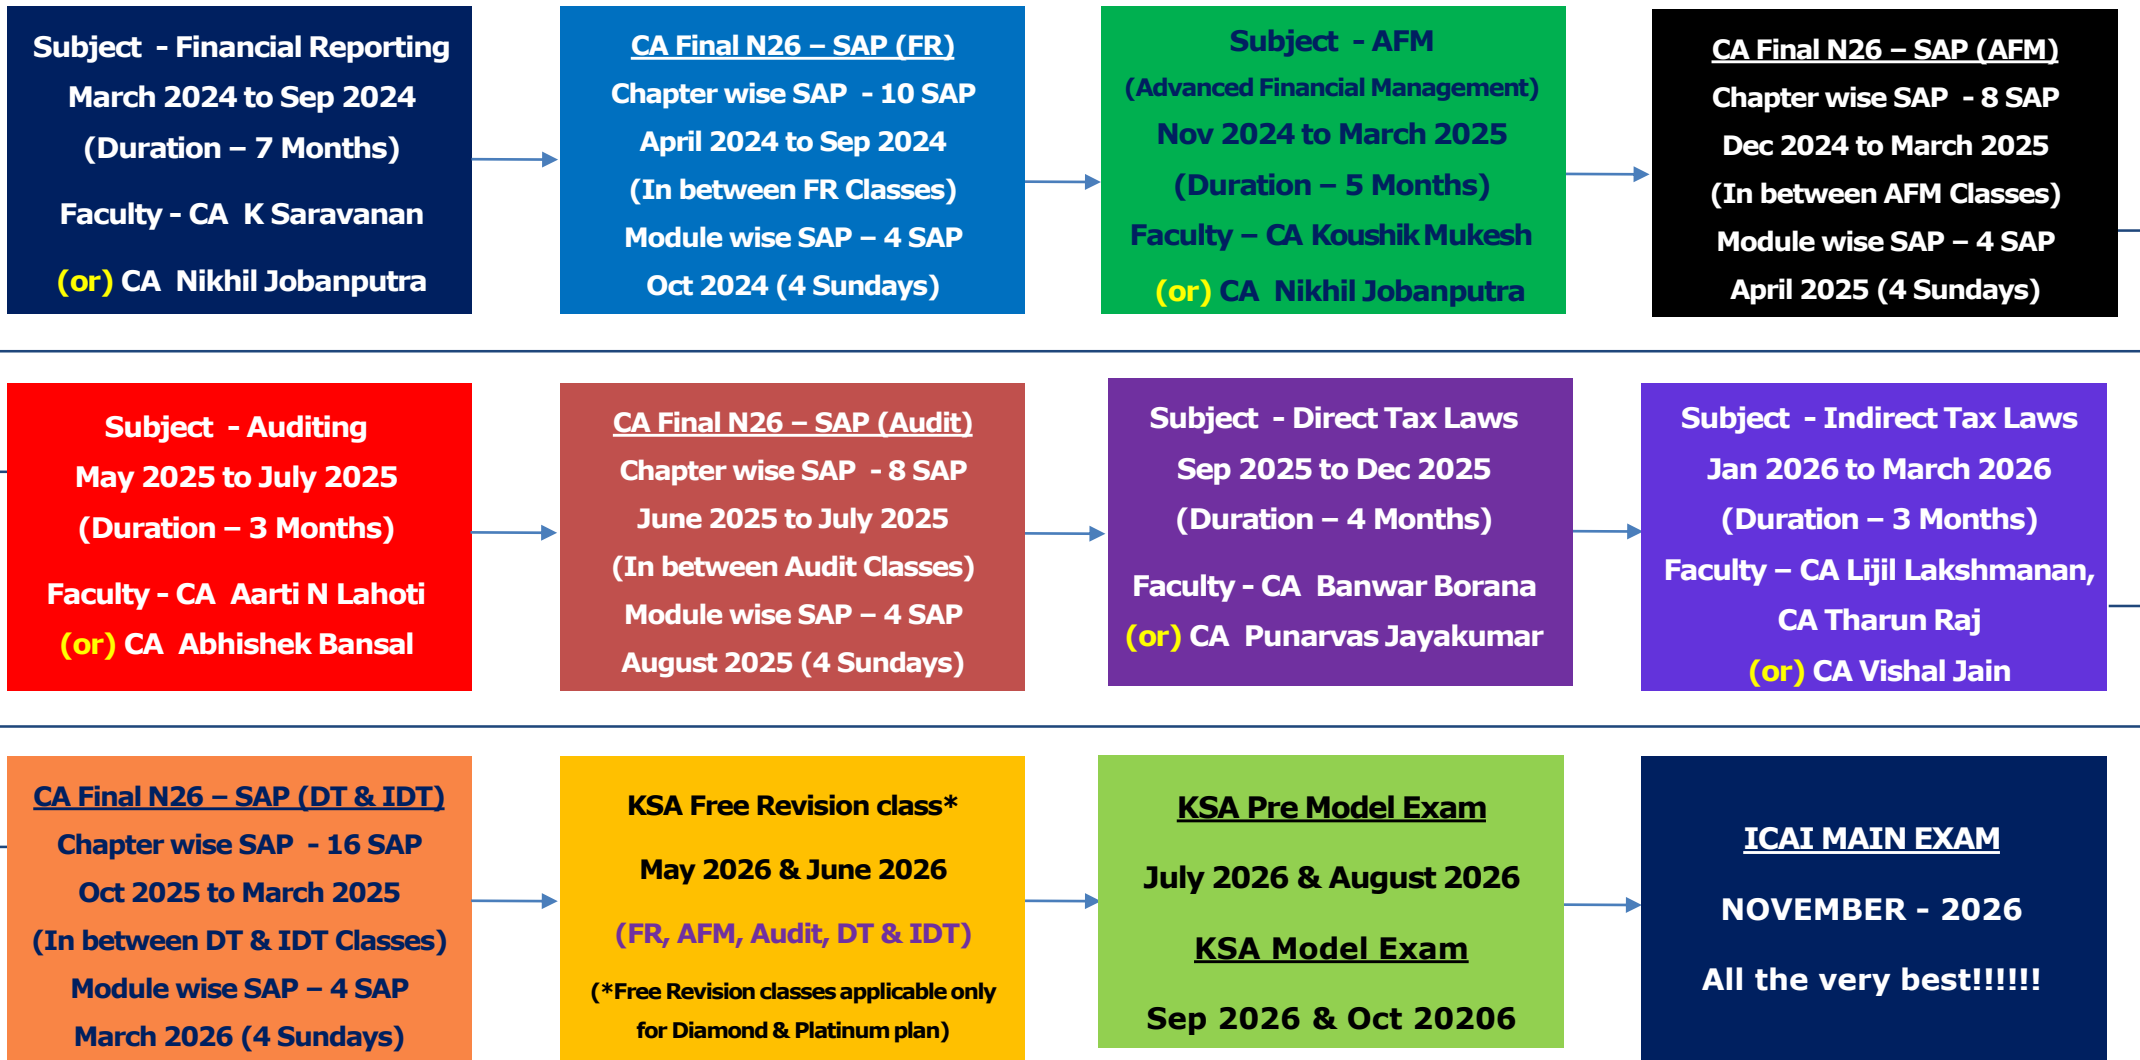 Subject - Financial Reporting
March 2024 to Sep 2024
(Duration – 7 Months)
Faculty - CA K Saravanan
(or) CA Nikhil Jobanputra
CA Final N26 – SAP (FR)
Chapter wise SAP - 10 SAP
April 2024 to Sep 2024
(In between FR Classes)
Module wise SAP – 4 SAP
Oct 2024 (4 Sundays)
Subject - AFM
(Advanced Financial Management)
Nov 2024 to March 2025
(Duration – 5 Months)
Faculty – CA Koushik Mukesh
(or) CA Nikhil Jobanputra
CA Final N26 – SAP (AFM)
Chapter wise SAP - 8 SAP
Dec 2024 to March 2025
(In between AFM Classes)
Module wise SAP – 4 SAP
April 2025 (4 Sundays)
Subject - Auditing
May 2025 to July 2025
(Duration – 3 Months)
Faculty - CA Aarti N Lahoti
(or) CA Abhishek Bansal
CA Final N26 – SAP (Audit)
Chapter wise SAP - 8 SAP
June 2025 to July 2025
(In between Audit Classes)
Module wise SAP – 4 SAP
August 2025 (4 Sundays)
Subject - Direct Tax Laws
Sep 2025 to Dec 2025
(Duration – 4 Months)
Faculty - CA Banwar Borana
(or) CA Punarvas Jayakumar
Subject - Indirect Tax Laws
Jan 2026 to March 2026
(Duration – 3 Months)
Faculty – CA Lijil Lakshmanan,
CA Tharun Raj
(or) CA Vishal Jain
CA Final N26 – SAP (DT & IDT)
Chapter wise SAP - 16 SAP
Oct 2025 to March 2025
(In between DT & IDT Classes)
Module wise SAP – 4 SAP
March 2026 (4 Sundays)
KSA Free Revision class*
May 2026 & June 2026
(FR, AFM, Audit, DT & IDT)
(*Free Revision classes applicable only
for Diamond & Platinum plan)
KSA Pre Model Exam
July 2026 & August 2026
KSA Model Exam
Sep 2026 & Oct 20206
ICAI MAIN EXAM
NOVEMBER - 2026
All the very best!!!!!!